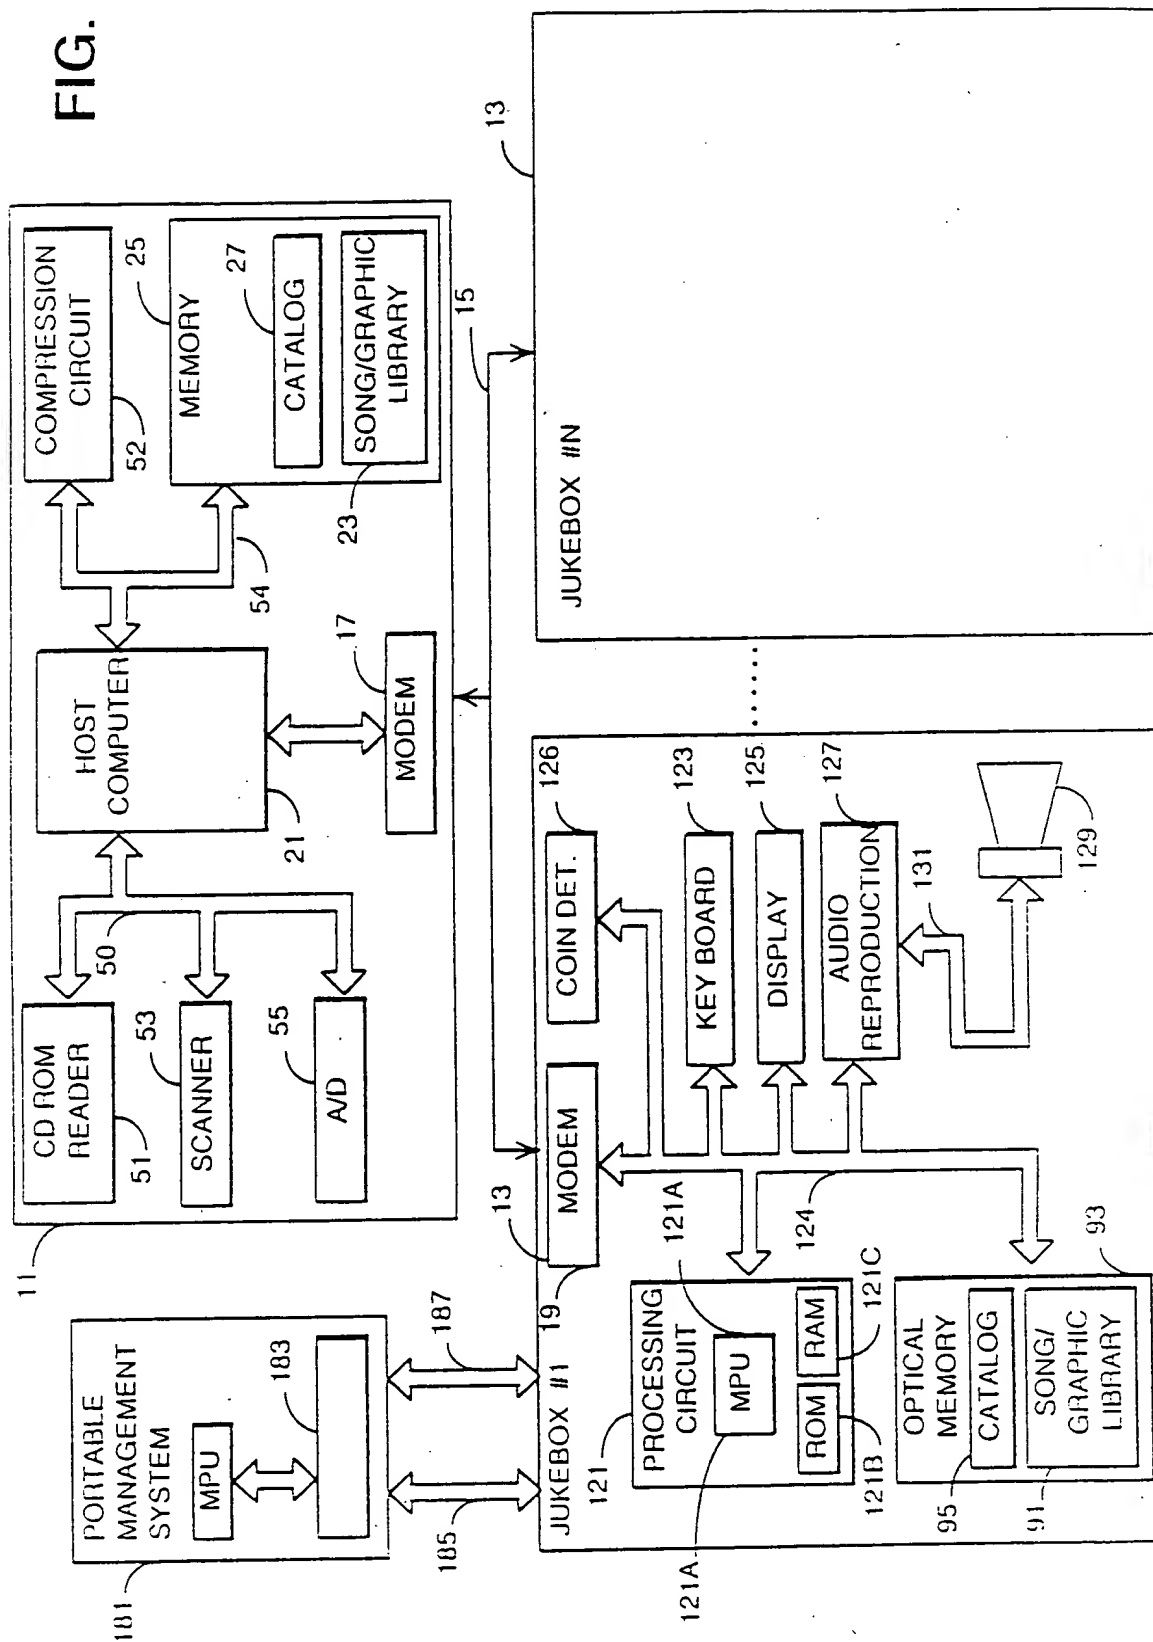 FIG.
11
CD ROM
READER
51
50
SCANNER
53
A/D
55
HOST
COMPUTER
21
MODEM
17
54
COMPRESSION
CIRCUIT
52
MEMORY
25
CATALOG
27
SONG/GRAPHIC
LIBRARY
23
15
181
PORTABLE
MANAGEMENT
SYSTEM
MPU
183
185
187
JUKEBOX #1
13
MODEM
19
COIN DET.
126
KEY BOARD
123
DISPLAY
125
AUDIO
REPRODUCTION
127
131
129
124
121
PROCESSING
CIRCUIT
MPU
121A
121A
ROM
RAM
121B
121C
OPTICAL
MEMORY
93
CATALOG
95
SONG/
GRAPHIC
LIBRARY
91
......
JUKEBOX #N
13